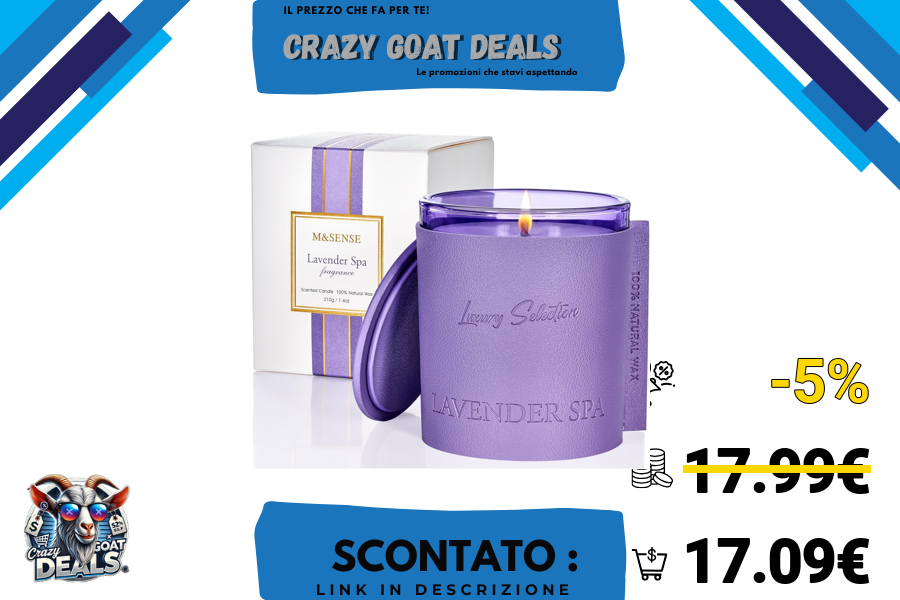 IL PREZZO CHE FA PER TE!
CRAZY GOAT DEALS
Le promozioni che stavi aspettando
M&SENSE
Lavender Spa
fragrance
Scented Candle 100% Natural Wax
210g / 7.4oz
Luxury Selection
LAVENDER SPA
100% NATURAL WAX
-5%
17.99€
17.09€
SCONTATO :
LINK IN DESCRIZIONE
$
Crazy
GOAT
DEALS